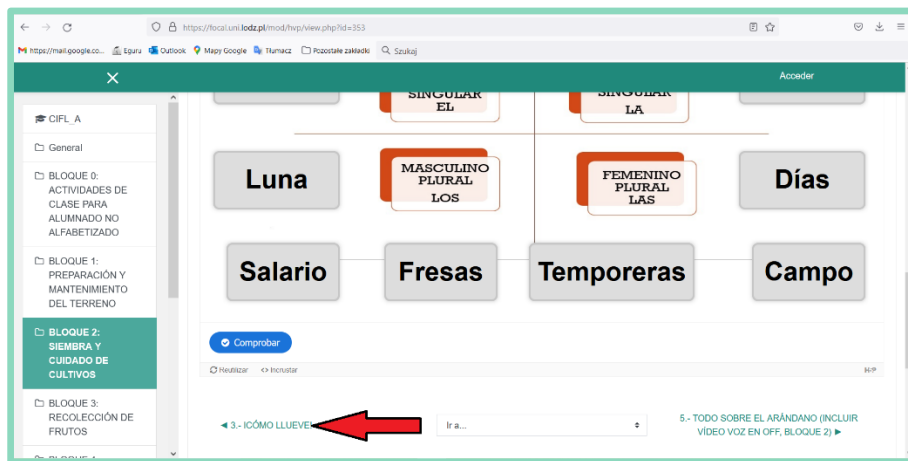 https://focal.uni.lodz.pl/mod/hvp/view.php?id=353
https://mail.google.co... Eguru Outlook Mapy Google Tłumacz Pozostałe zakładki Szukaj
Acceder
CIFL_A
General
BLOQUE 0:
ACTIVIDADES DE
CLASE PARA
ALUMNADO NO
ALFABETIZADO
BLOQUE 1:
PREPARACIÓN Y
MANTENIMIENTO
DEL TERRENO
BLOQUE 2:
SIEMBRA Y
CUIDADO DE
CULTIVOS
BLOQUE 3:
RECOLECCIÓN DE
FRUTOS
SINGULAR
EL
SINGULAR
LA
Luna
MASCULINO
PLURAL
LOS
FEMENINO
PLURAL
LAS
Días
Salario
Fresas
Temporeras
Campo
Comprobar
Reutilizar <> Incrustar
H-P
◄ 3.- ICÓMO LLUEVE
Ir a...
5.- TODO SOBRE EL ARÁNDANO (INCLUIR
VÍDEO VOZ EN OFF, BLOQUE 2) ►